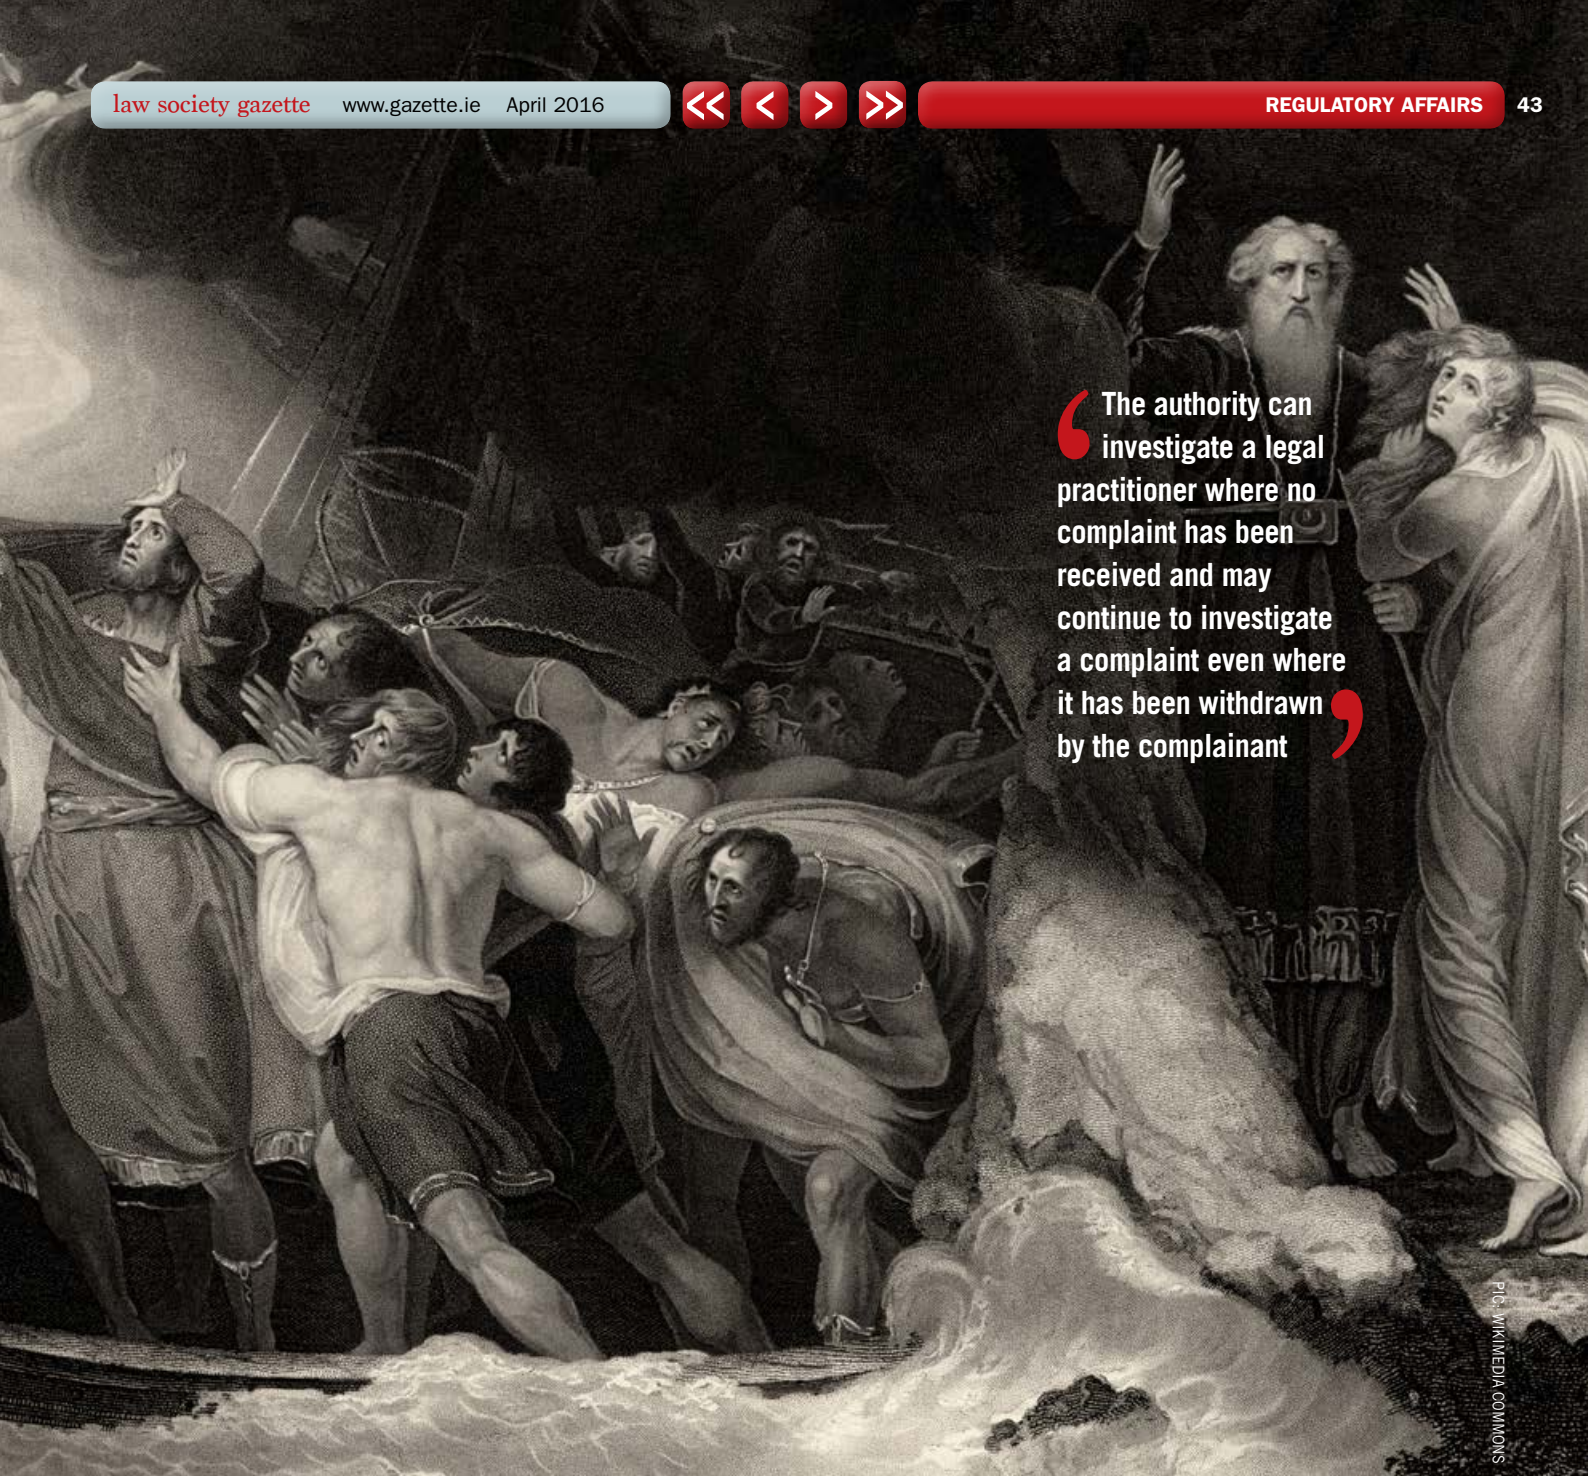 law society gazette www.gazette.ie April 2016 << < > >> REGULATORY AFFAIRS 43
‘ The authority can
investigate a legal
practitioner where no
complaint has been
received and may
continue to investigate
a complaint even where
it has been withdrawn
by the complainant ’
PIC: WIKIMEDIA COMMONS